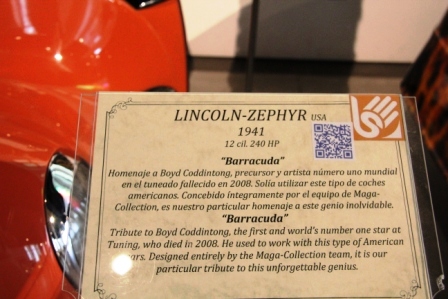 LINCOLN-ZEPHYR USA
1941
12 cil. 240 HP
“Barracuda”
Homenaje a Boyd Coddintong, precursor y artista número uno mundial
en el tuneado fallecido en 2008. Solía utilizar este tipo de coches
americanos. Concebido íntegramente por el equipo de Maga-
Collection, es nuestro particular homenaje a este genio inolvidable.
“Barracuda”
Tribute to Boyd Coddintong, the first and world's number one star at
Tuning, who died in 2008. He used to work with this type of American
cars. Designed entirely by the Maga-Collection team, it is our
particular tribute to this unforgettable genius.